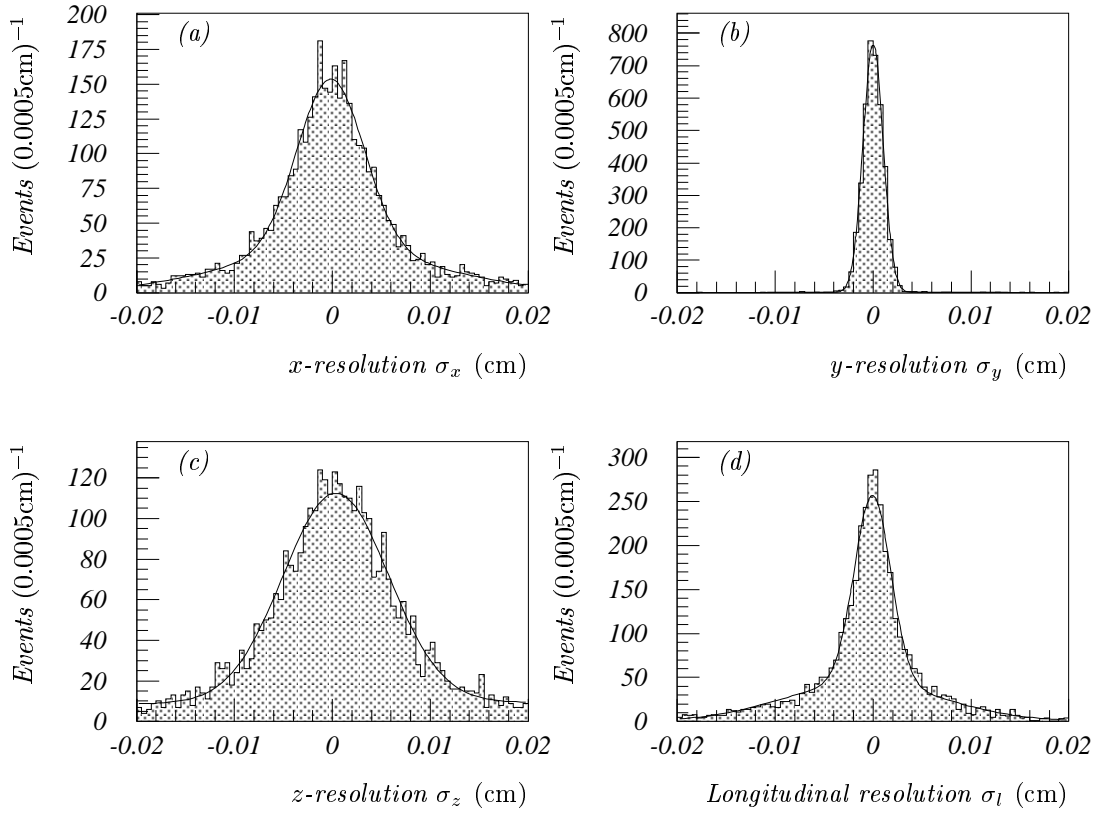 (a)
Events (0.0005cm)⁻¹
200
175
150
125
100
75
50
25
0
-0.02 -0.01 0 0.01 0.02
x-resolution σₓ (cm)
(b)
Events (0.0005cm)⁻¹
800
700
600
500
400
300
200
100
0
-0.02 -0.01 0 0.01 0.02
y-resolution σ_y (cm)
(c)
Events (0.0005cm)⁻¹
120
100
80
60
40
20
0
-0.02 -0.01 0 0.01 0.02
z-resolution σ_z (cm)
(d)
Events (0.0005cm)⁻¹
300
250
200
150
100
50
0
-0.02 -0.01 0 0.01 0.02
Longitudinal resolution σ_l (cm)